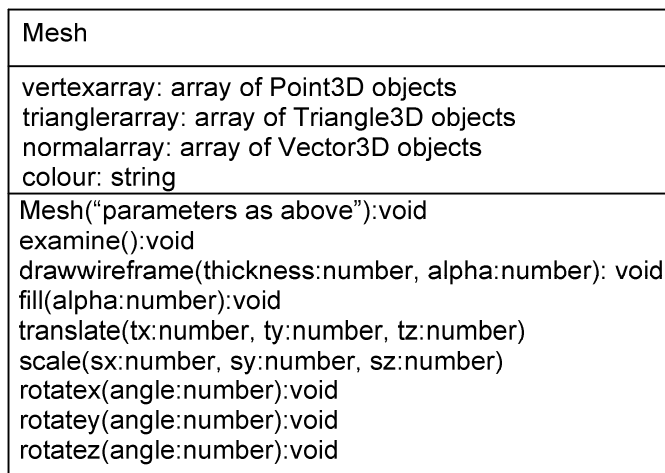 Mesh
vertexarray: array of Point3D objects
trianglerarray: array of Triangle3D objects
normalarray: array of Vector3D objects
colour: string
Mesh(“parameters as above”):void
examine():void
drawwireframe(thickness:number, alpha:number): void
fill(alpha:number):void
translate(tx:number, ty:number, tz:number)
scale(sx:number, sy:number, sz:number)
rotatex(angle:number):void
rotatey(angle:number):void
rotatez(angle:number):void